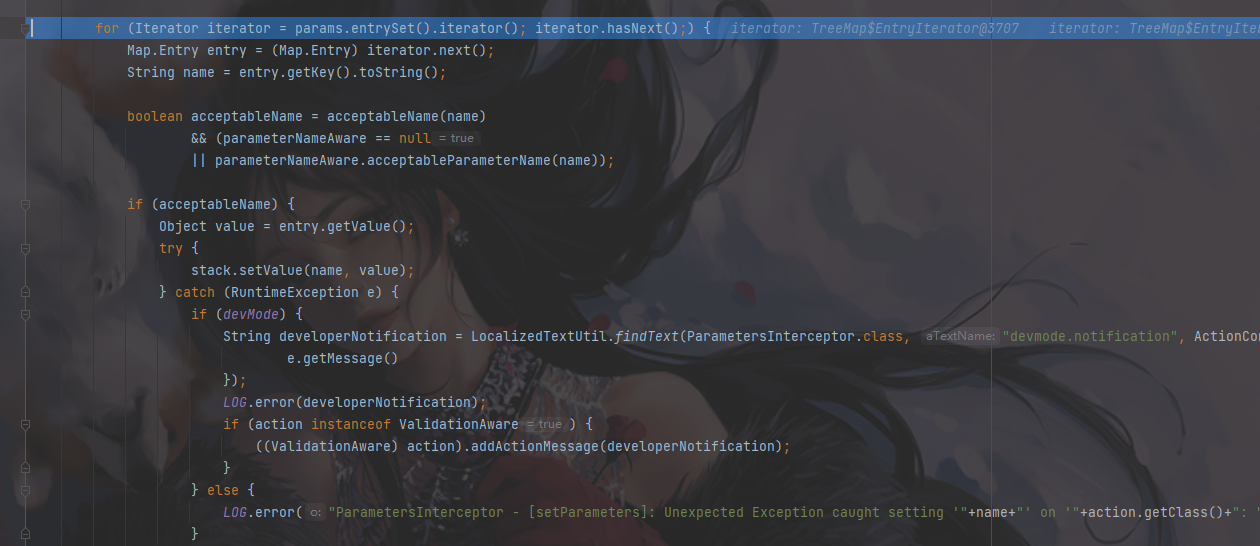 for (Iterator iterator = params.entrySet().iterator(); iterator.hasNext();) {   iterator: TreeMap$EntryIterator@3707   iterator: TreeMap$EntryIter
Map.Entry entry = (Map.Entry) iterator.next();
String name = entry.getKey().toString();
boolean acceptableName = acceptableName(name)
&& (parameterNameAware == null = true
|| parameterNameAware.acceptableParameterName(name));
if (acceptableName) {
Object value = entry.getValue();
try {
stack.setValue(name, value);
} catch (RuntimeException e) {
if (devMode) {
String developerNotification = LocalizedTextUtil.findText(ParametersInterceptor.class, aTextName: "devmode.notification", ActionCon
e.getMessage()
});
LOG.error(developerNotification);
if (action instanceof ValidationAware = true ) {
((ValidationAware) action).addActionMessage(developerNotification);
}
} else {
LOG.error( o: "ParametersInterceptor - [setParameters]: Unexpected Exception caught setting '"+name+"' on '"+action.getClass()+": "
}